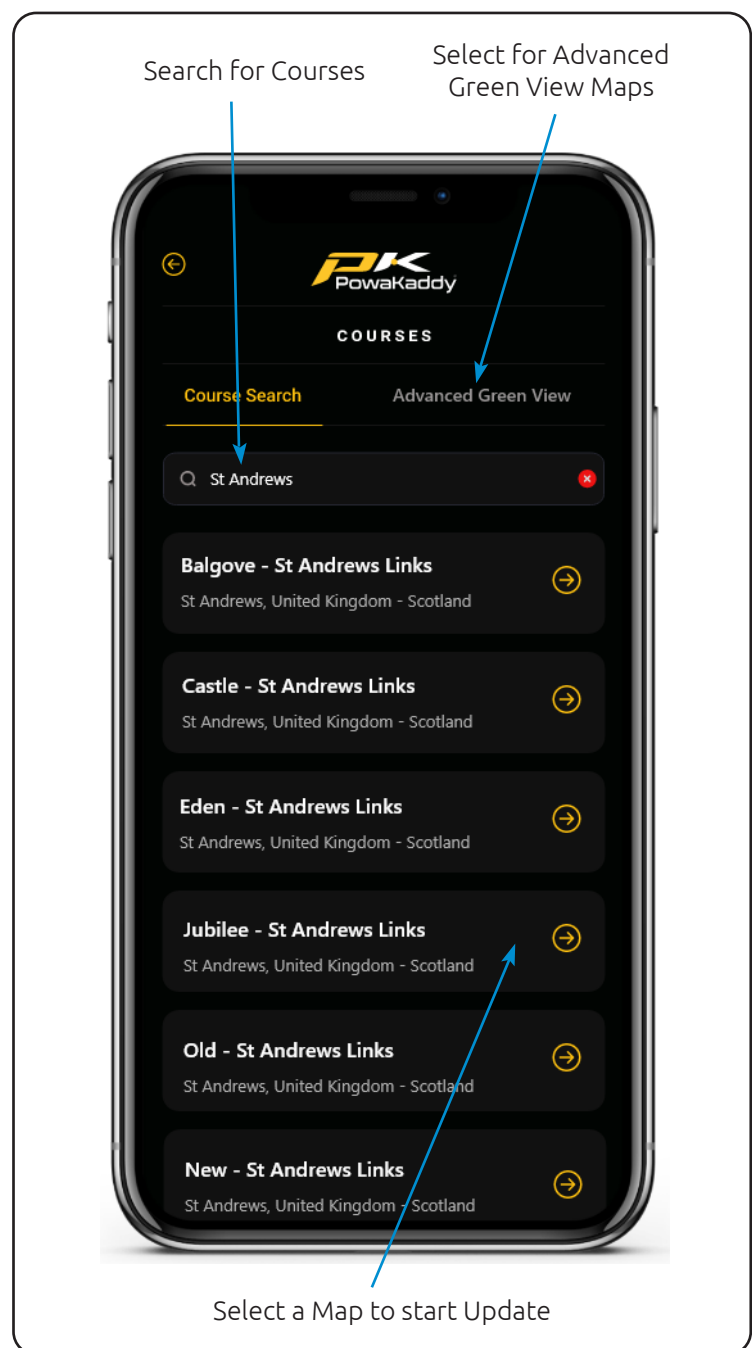 Search for Courses
Select for Advanced
Green View Maps
PK
PowaKaddy
COURSES
Course Search
Advanced Green View
St Andrews
Balgove - St Andrews Links
St Andrews, United Kingdom - Scotland
Castle - St Andrews Links
St Andrews, United Kingdom - Scotland
Eden - St Andrews Links
St Andrews, United Kingdom - Scotland
Jubilee - St Andrews Links
St Andrews, United Kingdom - Scotland
Old - St Andrews Links
St Andrews, United Kingdom - Scotland
New - St Andrews Links
St Andrews, United Kingdom - Scotland
Select a Map to start Update